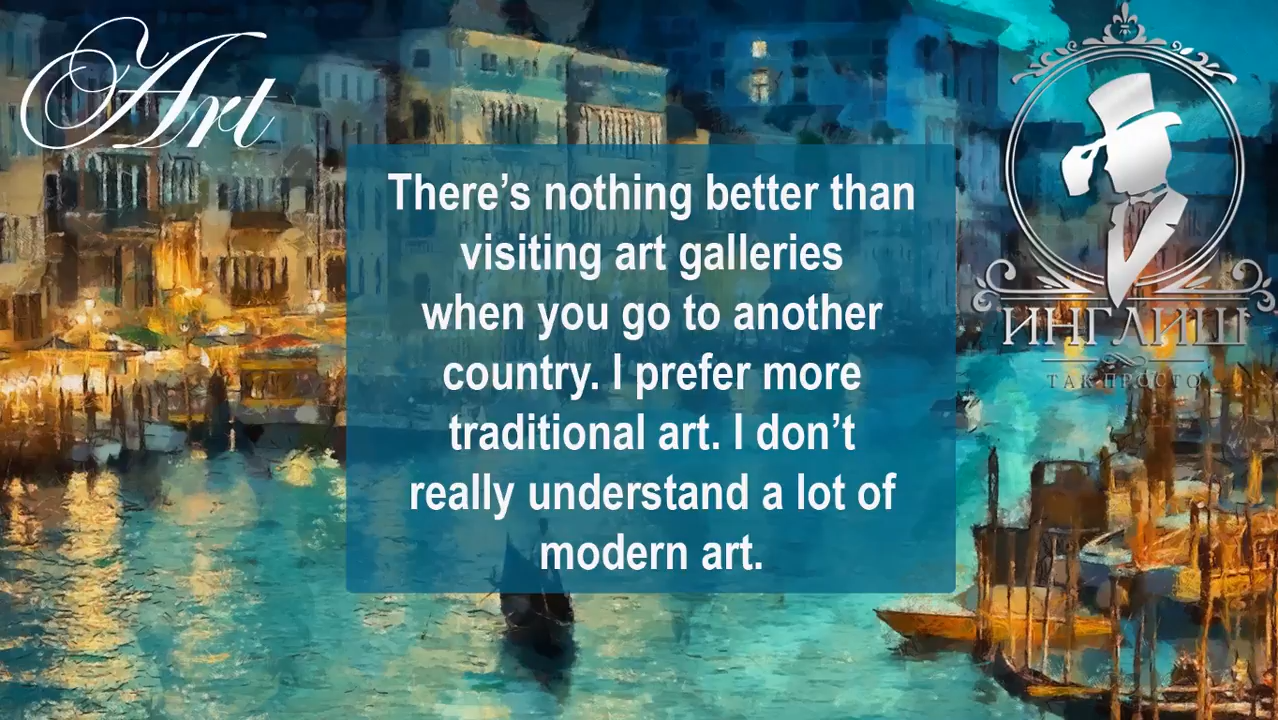 Art
There’s nothing better than
visiting art galleries
when you go to another
country. I prefer more
traditional art. I don’t
really understand a lot of
modern art.
ИНГЛИШ
ТАК ПРОСТО